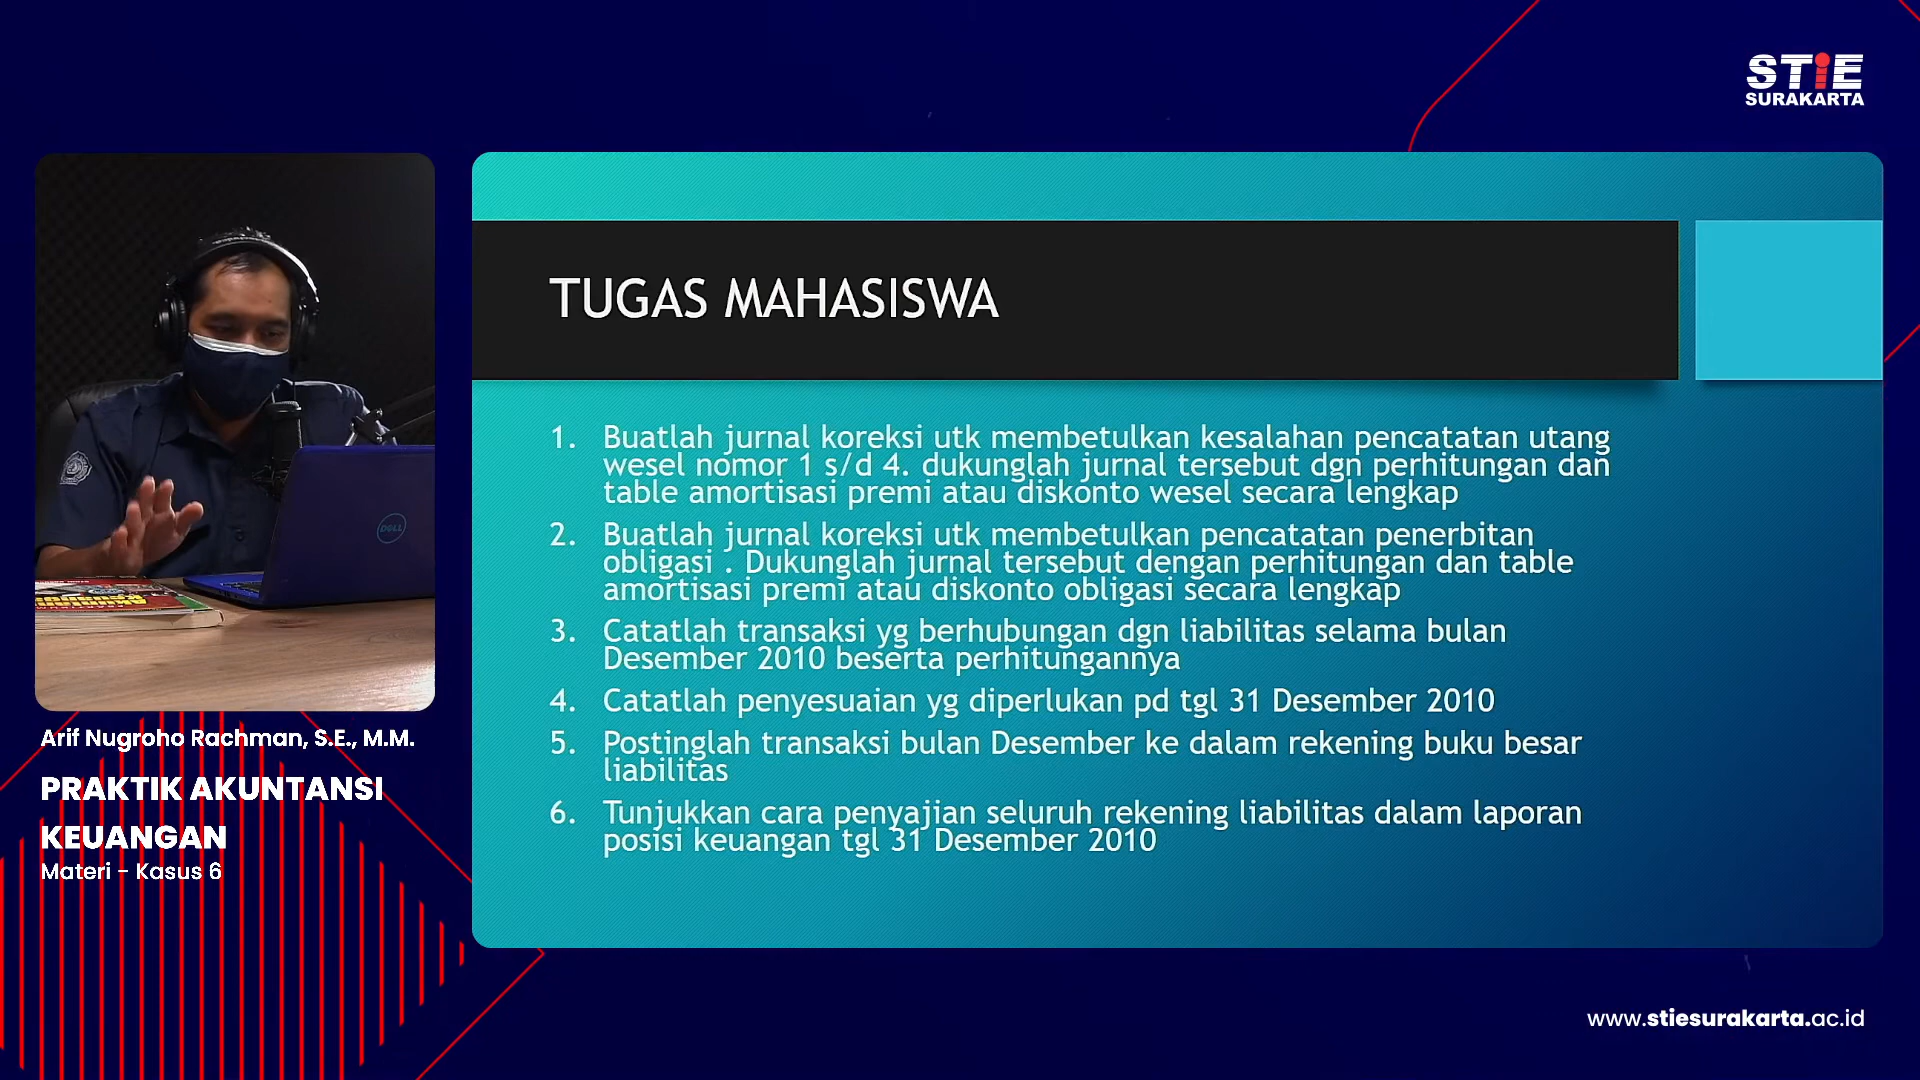 STiE
SURAKARTA
TUGAS MAHASISWA
1. Buatlah jurnal koreksi utk membetulkan kesalahan pencatatan utang
wesel nomor 1 s/d 4. dukunglah jurnal tersebut dgn perhitungan dan
table amortisasi premi atau diskonto wesel secara lengkap
2. Buatlah jurnal koreksi utk membetulkan pencatatan penerbitan
obligasi . Dukunglah jurnal tersebut dengan perhitungan dan table
amortisasi premi atau diskonto obligasi secara lengkap
3. Catatlah transaksi yg berhubungan dgn liabilitas selama bulan
Desember 2010 beserta perhitungannya
4. Catatlah penyesuaian yg diperlukan pd tgl 31 Desember 2010
5. Postinglah transaksi bulan Desember ke dalam rekening buku besar
liabilitas
6. Tunjukkan cara penyajian seluruh rekening liabilitas dalam laporan
posisi keuangan tgl 31 Desember 2010
DELL
Arif Nugroho Rachman, S.E., M.M.
PRAKTIK AKUNTANSI
KEUANGAN
Materi - Kasus 6
www.stiesurakarta.ac.id